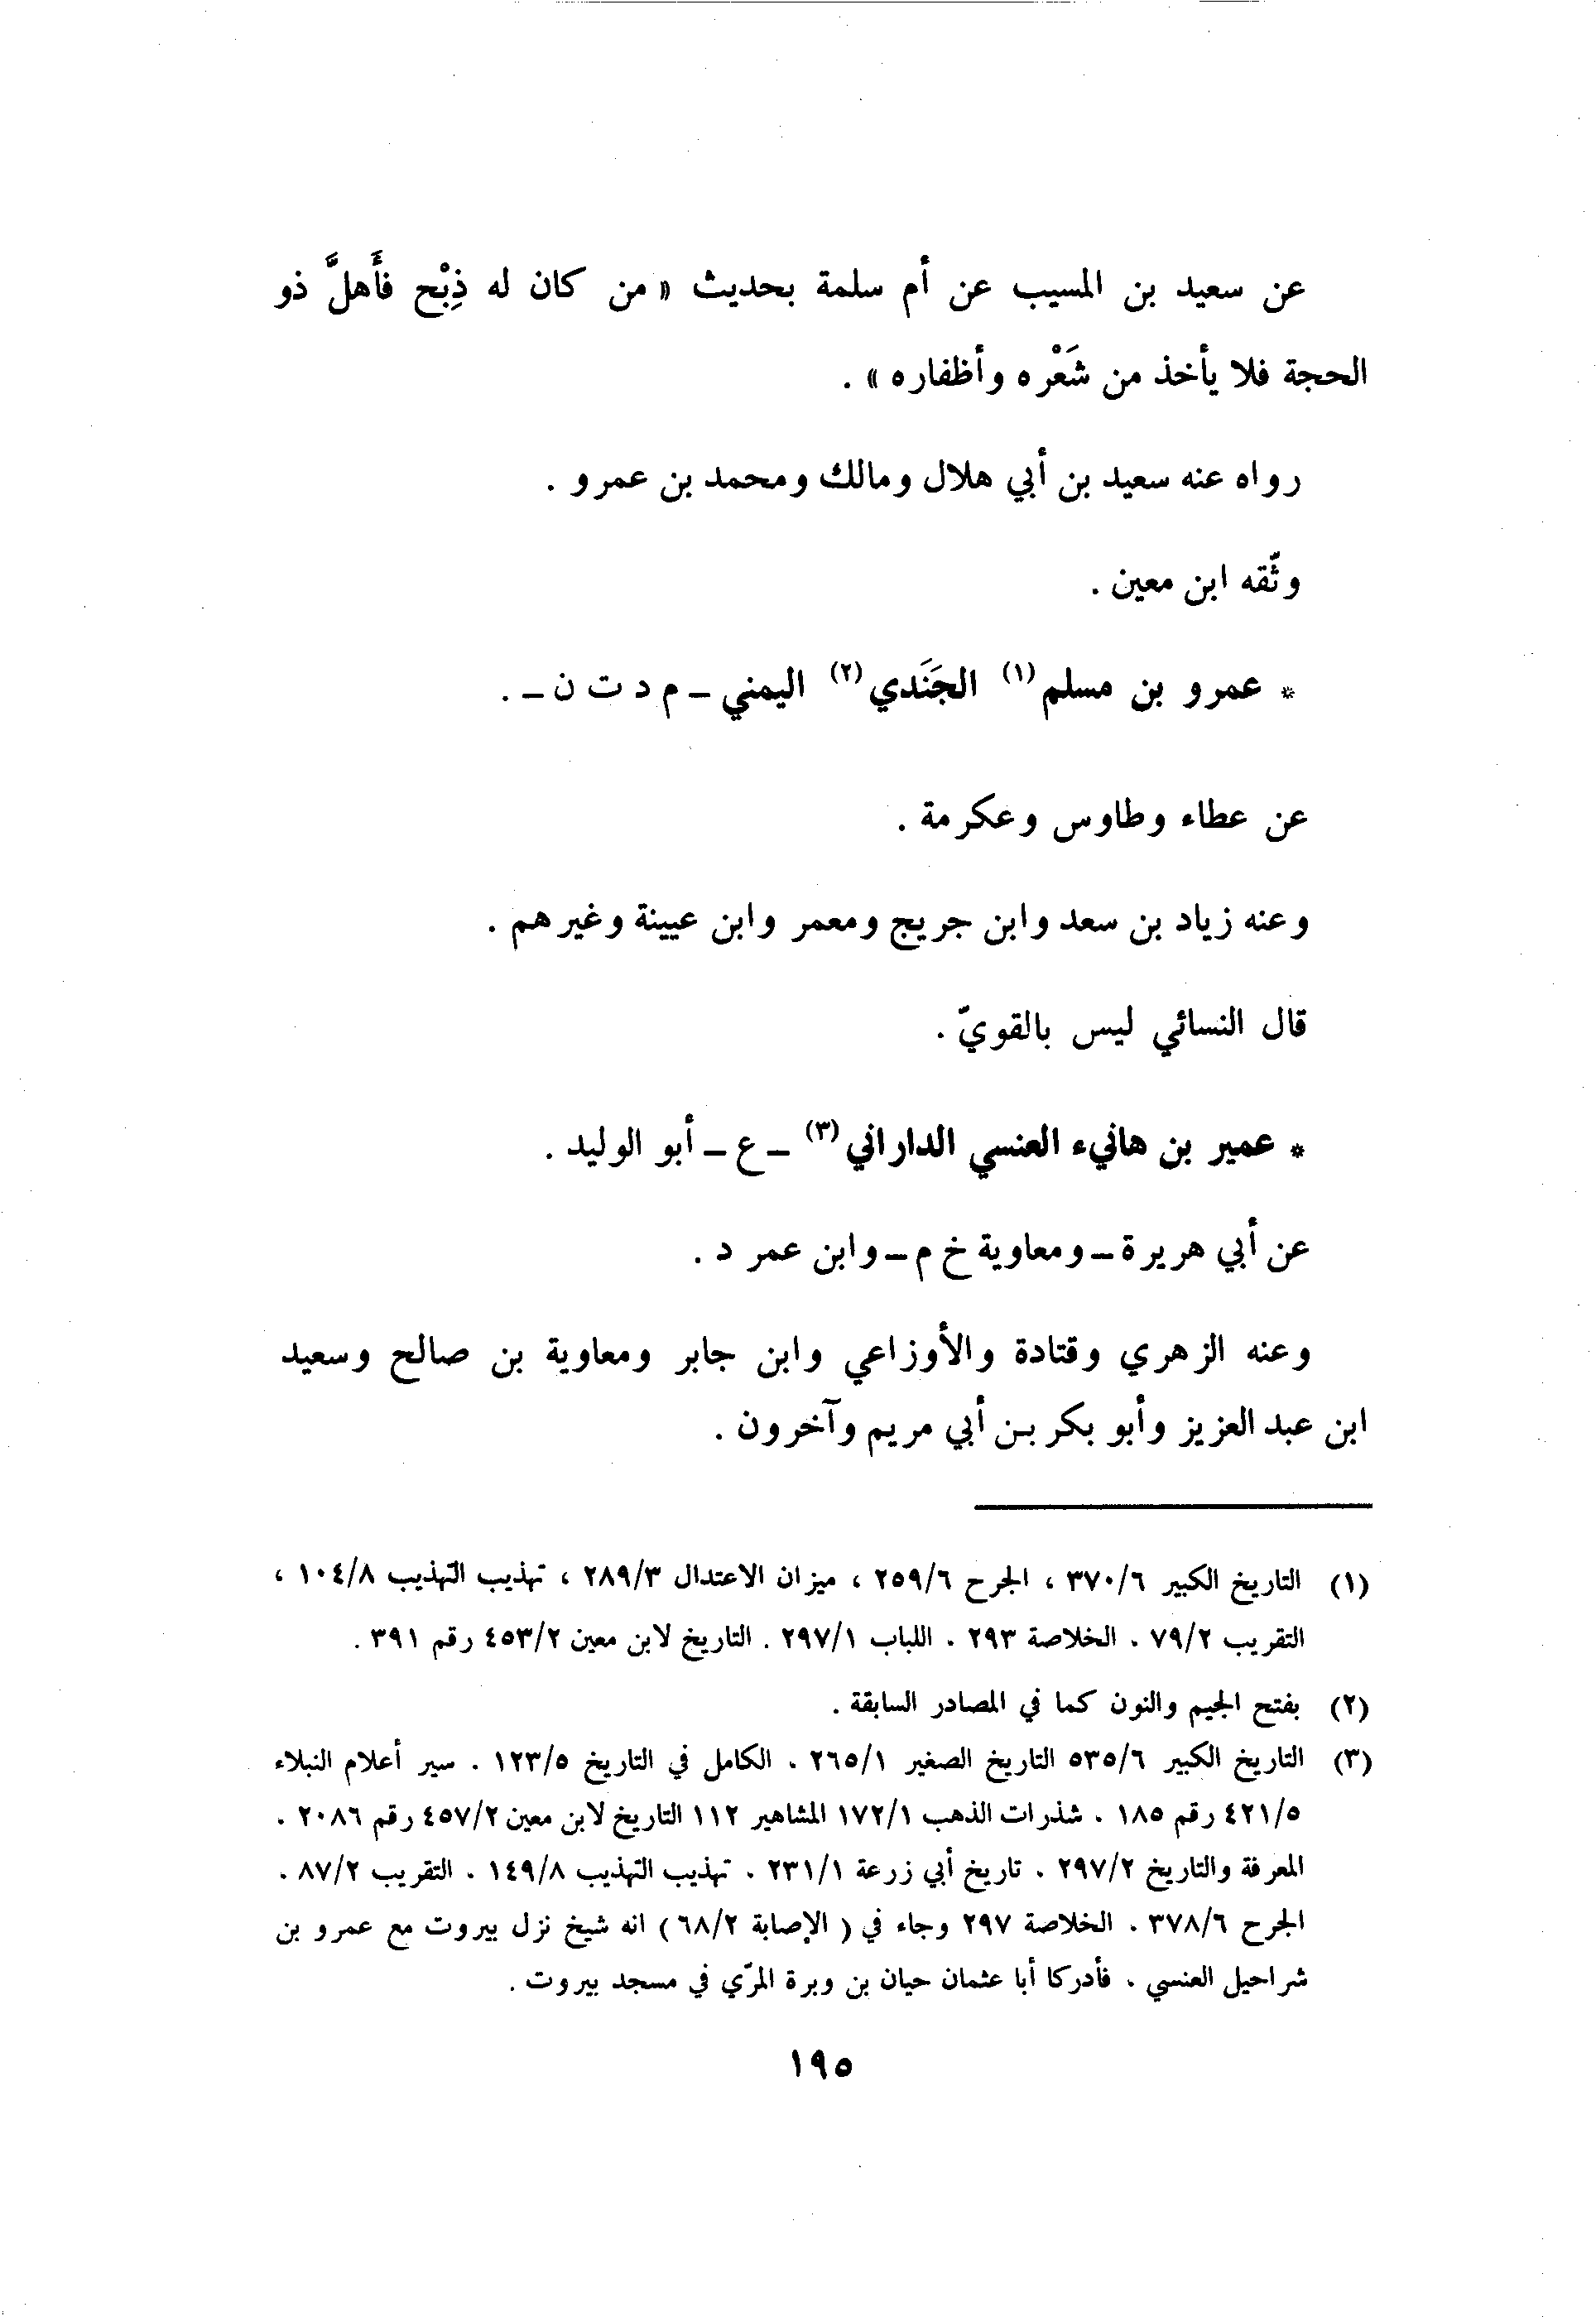 عن سعيد بن المسيب عن أم سلمة بحديث « من كان له ذِبْح فأَهلَّ ذو
الحجة فلا يأخذ من شَعْره وأظفاره » .
رواه عنه سعيد بن أبي هلال ومالك ومحمد بن عمرو .
وثّقه ابن معين .
* عمرو بن مسلم (١) الجَنَدي (٢) اليمني – م د ت ن – .
عن عطاء وطاوس وعكرمة .
وعنه زياد بن سعد وابن جريج ومعمر وابن عيينة وغيرهم .
قال النسائي ليس بالقويّ .
* عمير بن هانيء العنسي الداراني (٣) – ع – أبو الوليد .
عن أبي هريرة – ومعاوية خ م – وابن عمر د .
وعنه الزهري وقتادة والأوزاعي وابن جابر ومعاوية بن صالح وسعيد
ابن عبد العزيز وأبو بكر بن أبي مريم وآخرون .
(١) التاريخ الكبير ٣٧٠/٦ ، الجرح ٢٥٩/٦ ، ميزان الاعتدال ٢٨٩/٣ ، تهذيب التهذيب ١٠٤/٨ ،
التقريب ٧٩/٢ . الخلاصة ٢٩٣ . اللباب ٢٩٧/١ . التاريخ لابن معين ٤٥٣/٢ رقم ٣٩١ .
(٢) بفتح الجيم والنون كما في المصادر السابقة .
(٣) التاريخ الكبير ٥٣٥/٦ التاريخ الصغير ٢٦٥/١ . الكامل في التاريخ ١٢٣/٥ . سير أعلام النبلاء
٤٢١/٥ رقم ١٨٥ . شذرات الذهب ١٧٢/١ المشاهير ١١٢ التاريخ لابن معين ٤٥٧/٢ رقم ٢٠٨٦ .
المعرفة والتاريخ ٢٩٧/٢ . تاريخ أبي زرعة ٢٣١/١ . تهذيب التهذيب ١٤٩/٨ . التقريب ٨٧/٢ .
الجرح ٣٧٨/٦ . الخلاصة ٢٩٧ وجاء في ( الإصابة ٦٨/٢ ) انه شيخ نزل بيروت مع عمرو بن
شراحيل العنسي . فأدركا أبا عثمان حيان بن وبرة المرّي في مسجد بيروت .
١٩٥